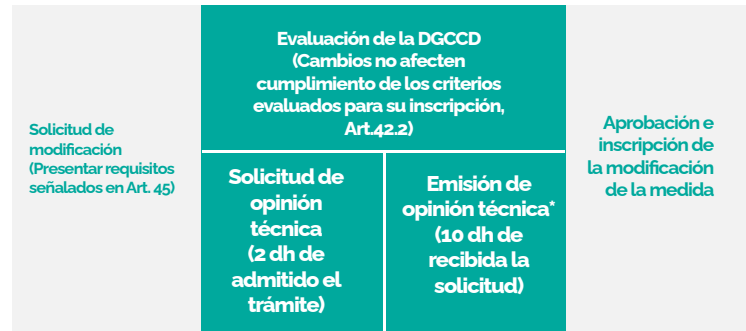 Solicitud de
modificación
(Presentar requisitos
señalados en Art. 45)
Evaluación de la DGCCD
(Cambios no afecten
cumplimiento de los criterios
evaluados para su inscripción,
Art.42.2)
Solicitud de
opinión
técnica
(2 dh de
admitido el
trámite)
Emisión de
opinión técnica*
(10 dh de
recibida la
solicitud)
Aprobación e
inscripción de
la modificación
de la medida